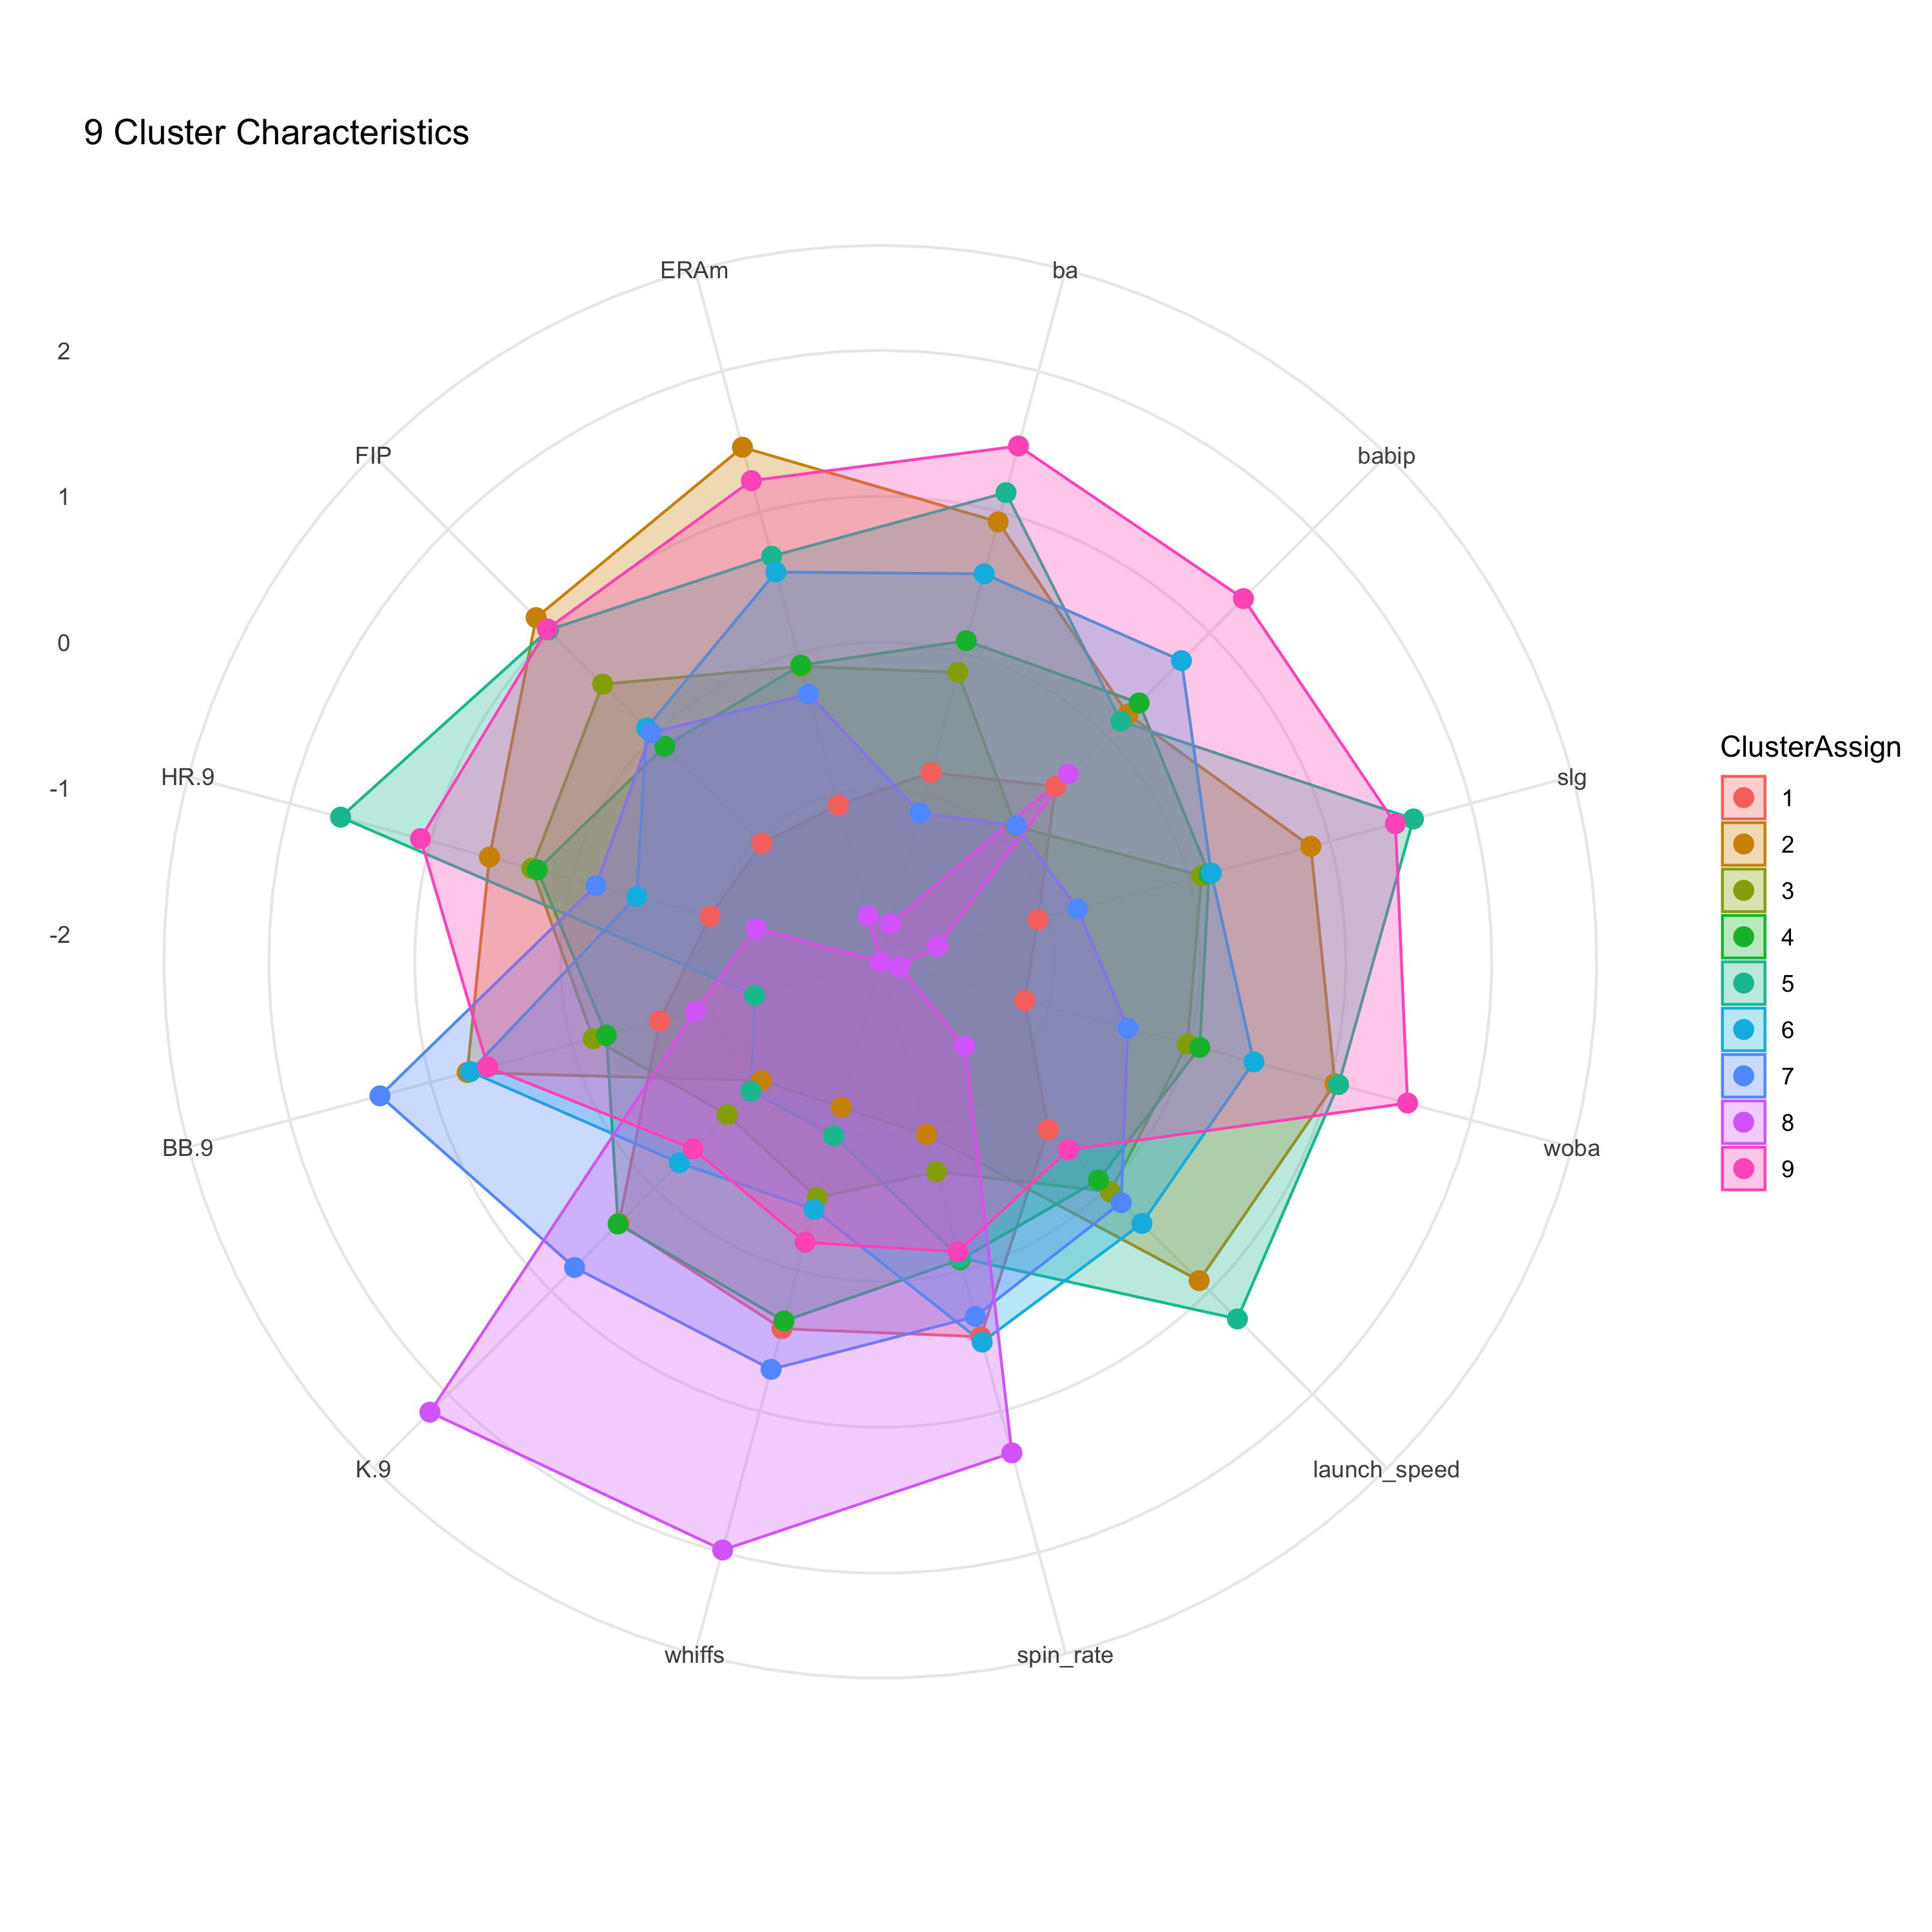 9 Cluster Characteristics
ERAm
ba
2
FIP
babip
1
0
HR.9
slg
-1
-2
BB.9
woba
K.9
launch_speed
whiffs
spin_rate
ClusterAssign
1
2
3
4
5
6
7
8
9